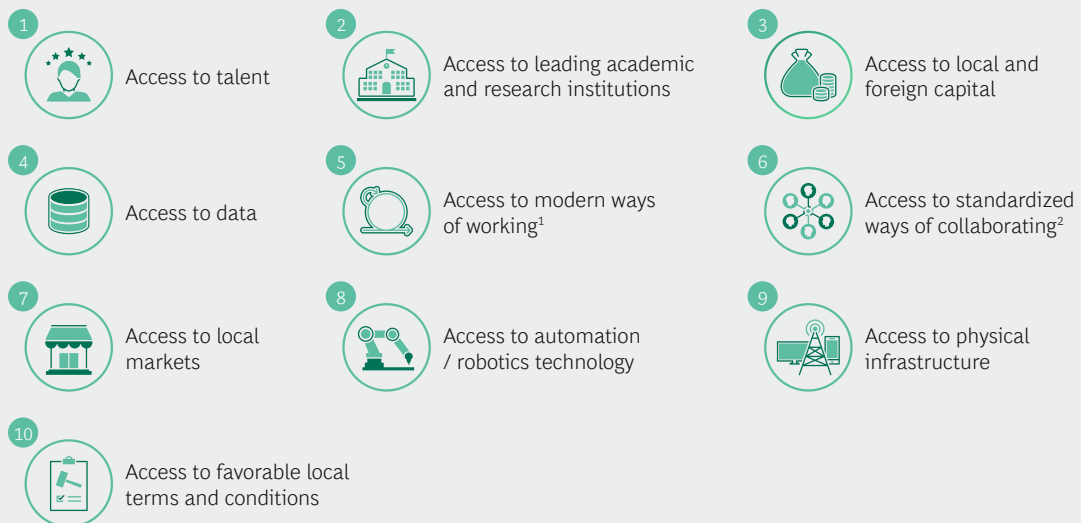 1
Access to talent
2
Access to leading academic
and research institutions
3
Access to local and
foreign capital
4
Access to data
5
Access to modern ways
of working¹
6
Access to standardized
ways of collaborating²
7
Access to local
markets
8
Access to automation
/ robotics technology
9
Access to physical
infrastructure
10
Access to favorable local
terms and conditions